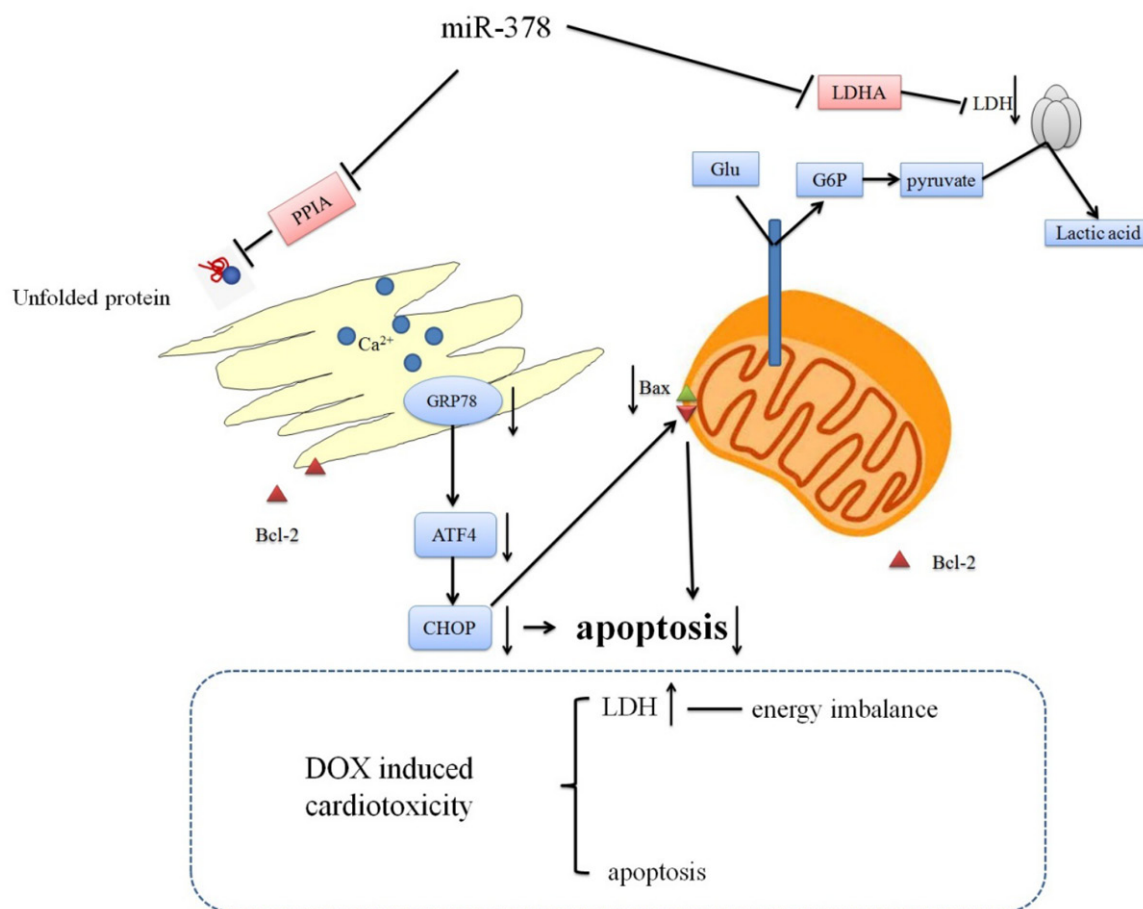 miR-378
LDHA
LDH
Glu
G6P
pyruvate
Lactic acid
PPIA
Unfolded protein
Ca²⁺
GRP78
Bax
Bcl-2
ATF4
Bcl-2
CHOP
apoptosis
LDH
energy imbalance
DOX induced
cardiotoxicity
apoptosis